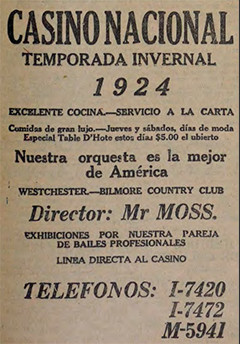 CASINO NACIONAL
TEMPORADA INVERNAL
1924
EXCELENTE COCINA.—SERVICIO A LA CARTA
Comidas de gran lujo.—Jueves y sábados, días de moda
Especial Table D'Hote estos días $5.00 el ubierto
Nuestra orquesta es la mejor
de América
WESTCHESTER.—BILMORE COUNTRY CLUB
Director: Mr MOSS.
EXHIBICIONES POR NUESTRA PAREJA
DE BAILES PROFESIONALES
LINEA DIRECTA AL CASINO
TELEFONOS: I-7420
I-7472
M-5941